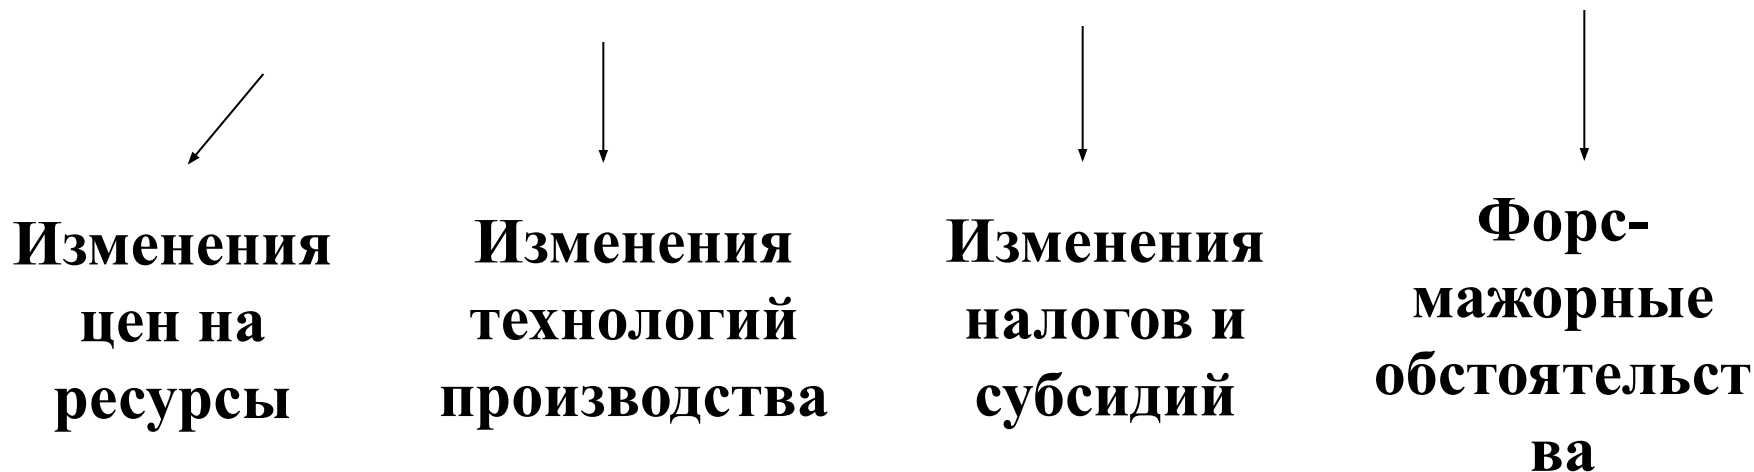 Изменения
цен на
ресурсы
Изменения
технологий
производства
Изменения
налогов и
субсидий
Форс-
мажорные
обстоятельст
ва